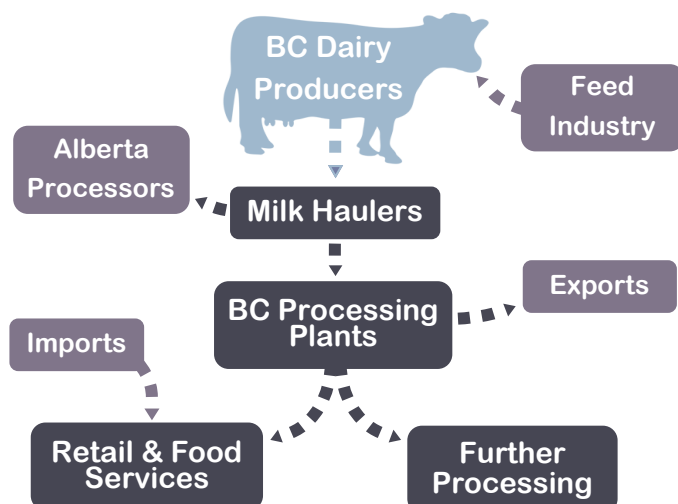 BC Dairy
Producers
Feed
Industry
Alberta
Processors
Milk Haulers
BC Processing
Plants
Exports
Imports
Retail & Food
Services
Further
Processing